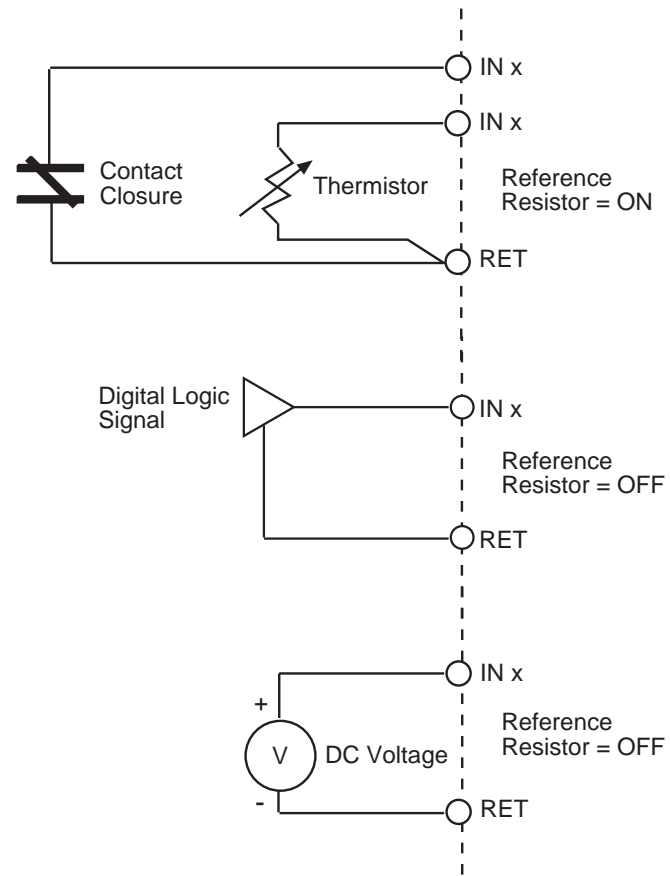 IN x
IN x
Contact
Closure
Thermistor
Reference
Resistor = ON
RET
Digital Logic
Signal
IN x
Reference
Resistor = OFF
RET
IN x
+
V
DC Voltage
-
Reference
Resistor = OFF
RET